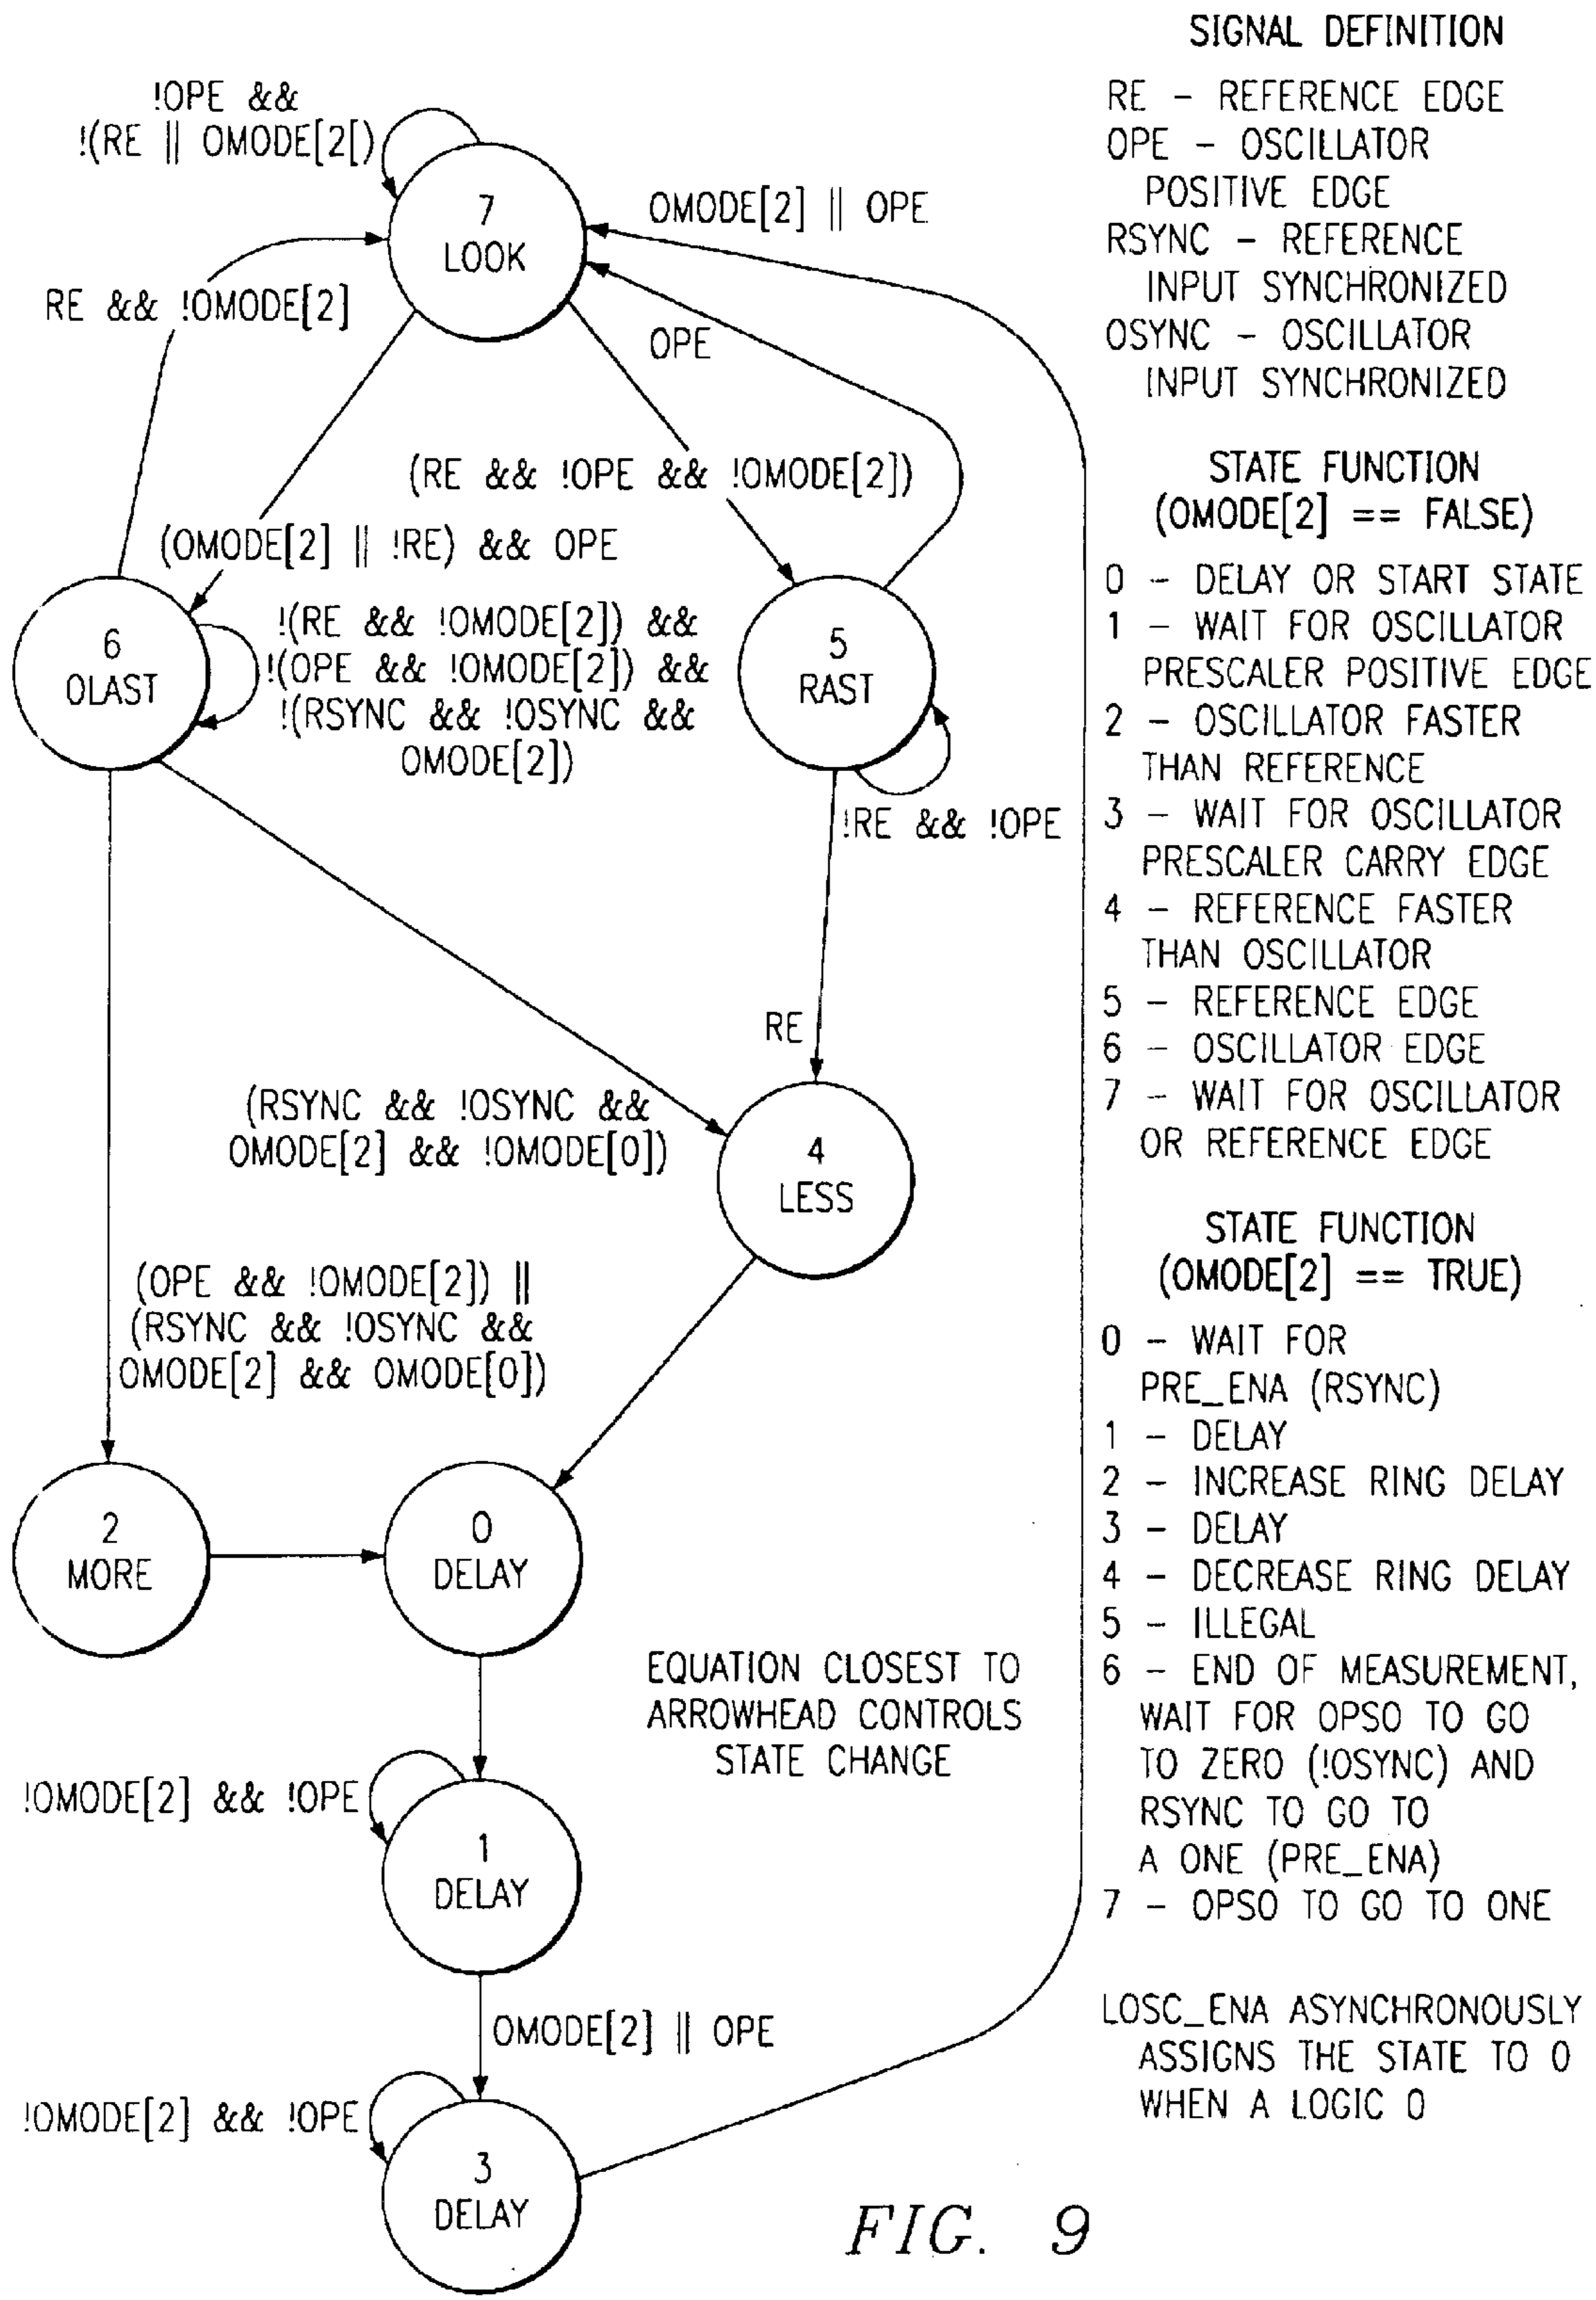 !OPE &&
!(RE || OMODE[2[)
7
LOOK
OMODE[2] || OPE
RE && !OMODE[2]
OPE
(RE && !OPE && !OMODE[2])
(OMODE[2] || !RE) && OPE
6
OLAST
!(RE && !OMODE[2]) &&
!(OPE && !OMODE[2]) &&
!(RSYNC && !OSYNC &&
OMODE[2])
5
RAST
!RE && !OPE
RE
(RSYNC && !OSYNC &&
OMODE[2] && !OMODE[0])
4
LESS
(OPE && !OMODE[2]) ||
(RSYNC && !OSYNC &&
OMODE[2] && OMODE[0])
2
MORE
0
DELAY
EQUATION CLOSEST TO
ARROWHEAD CONTROLS
STATE CHANGE
!OMODE[2] && !OPE
1
DELAY
OMODE[2] || OPE
!OMODE[2] && !OPE
3
DELAY
SIGNAL DEFINITION
RE - REFERENCE EDGE
OPE - OSCILLATOR
POSITIVE EDGE
RSYNC - REFERENCE
INPUT SYNCHRONIZED
OSYNC - OSCILLATOR
INPUT SYNCHRONIZED
STATE FUNCTION
(OMODE[2] == FALSE)
0 - DELAY OR START STATE
1 - WAIT FOR OSCILLATOR
PRESCALER POSITIVE EDGE
2 - OSCILLATOR FASTER
THAN REFERENCE
3 - WAIT FOR OSCILLATOR
PRESCALER CARRY EDGE
4 - REFERENCE FASTER
THAN OSCILLATOR
5 - REFERENCE EDGE
6 - OSCILLATOR EDGE
7 - WAIT FOR OSCILLATOR
OR REFERENCE EDGE
STATE FUNCTION
(OMODE[2] == TRUE)
0 - WAIT FOR
PRE_ENA (RSYNC)
1 - DELAY
2 - INCREASE RING DELAY
3 - DELAY
4 - DECREASE RING DELAY
5 - ILLEGAL
6 - END OF MEASUREMENT,
WAIT FOR OPSO TO GO
TO ZERO (!OSYNC) AND
RSYNC TO GO TO
A ONE (PRE_ENA)
7 - OPSO TO GO TO ONE
LOSC_ENA ASYNCHRONOUSLY
ASSIGNS THE STATE TO 0
WHEN A LOGIC 0
FIG. 9